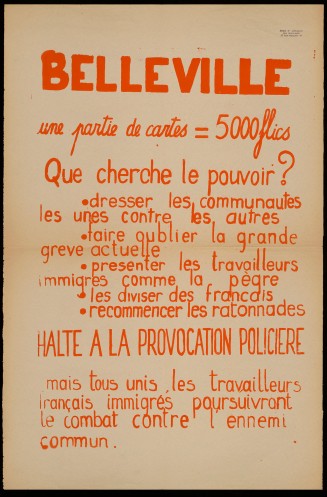 BELLEVILLE
une partie de cartes = 5000 flics
Que cherche le pouvoir ?
• dresser les communautes
les unes contre les autres
• faire oublier la grande
greve actuelle
• presenter les travailleurs
immigres comme la pègre
• les diviser des francais
• recommencer les ratonnades
HALTE A LA PROVOCATION POLICIERE
mais tous unis, les travailleurs
français immigrés poursuivront
le combat contre l'ennemi
commun.